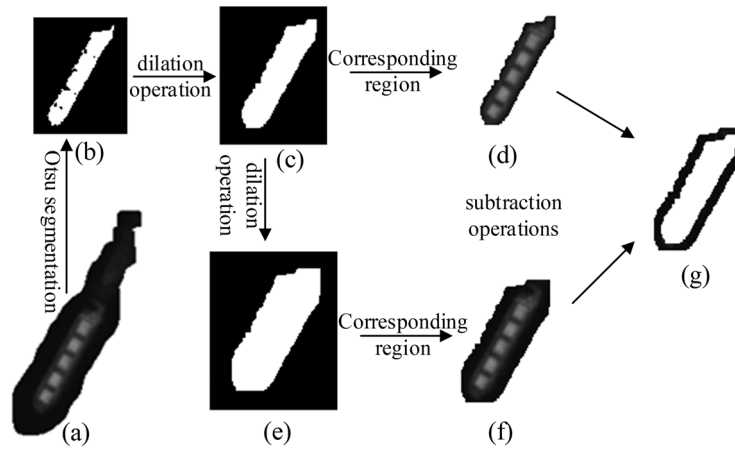 dilation
operation
Corresponding
region
(b)
(c)
(d)
Otsu segmentation
dilation
operation
subtraction
operations
(g)
Corresponding
region
(a)
(e)
(f)